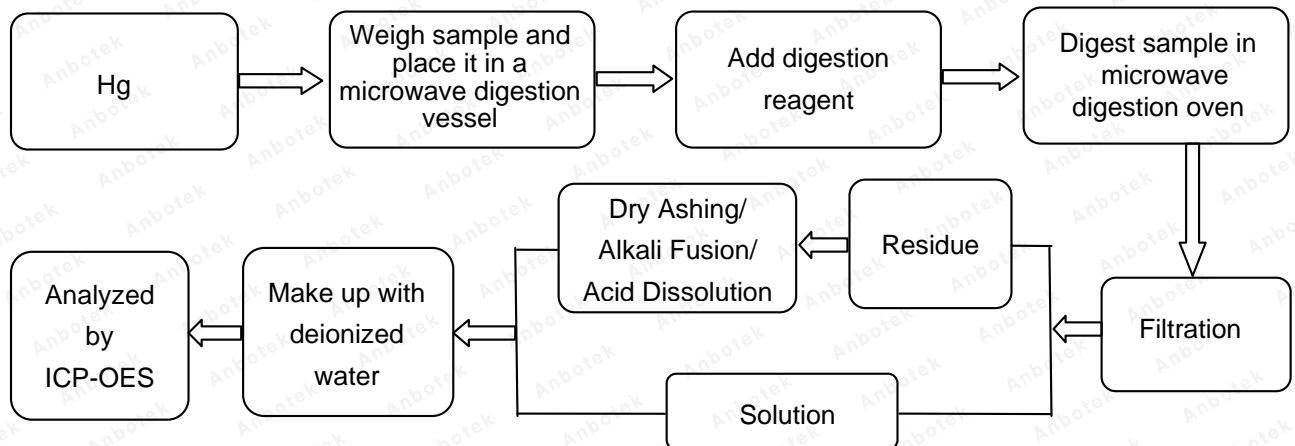 Hg
Weigh sample and
place it in a
microwave digestion
vessel
Add digestion
reagent
Digest sample in
microwave
digestion oven
Filtration
Residue
Dry Ashing/
Alkali Fusion/
Acid Dissolution
Solution
Make up with
deionized
water
Analyzed
by
ICP-OES
Anbotek